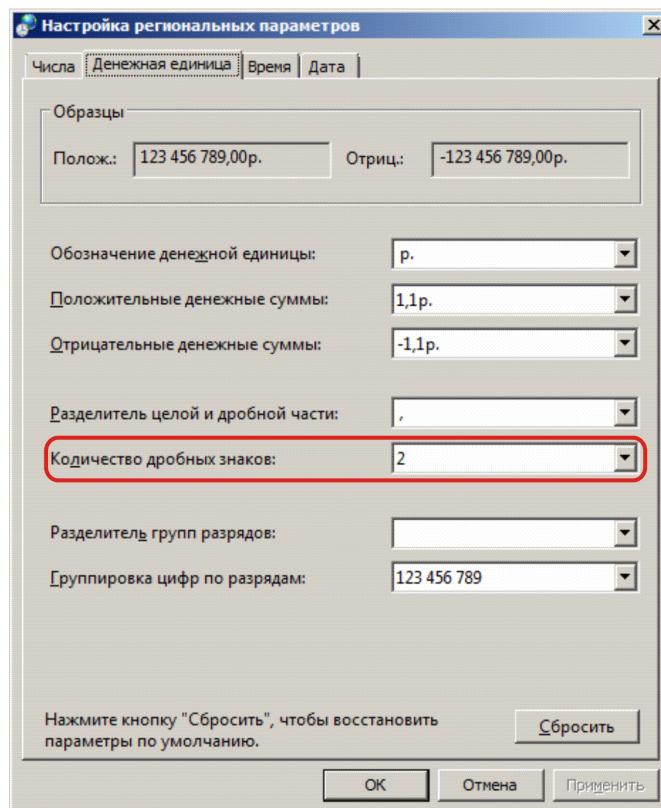 Настройка региональных параметров
Числа Денежная единица Время Дата
Образцы
Полож.: 123 456 789,00р. Отриц.: -123 456 789,00р.
Обозначение денежной единицы: р.
Положительные денежные суммы: 1,1р.
Отрицательные денежные суммы: -1,1р.
Разделитель целой и дробной части: ,
Количество дробных знаков: 2
Разделитель групп разрядов:
Группировка цифр по разрядам: 123 456 789
Нажмите кнопку "Сбросить", чтобы восстановить
параметры по умолчанию.
Сбросить
ОК Отмена Применить